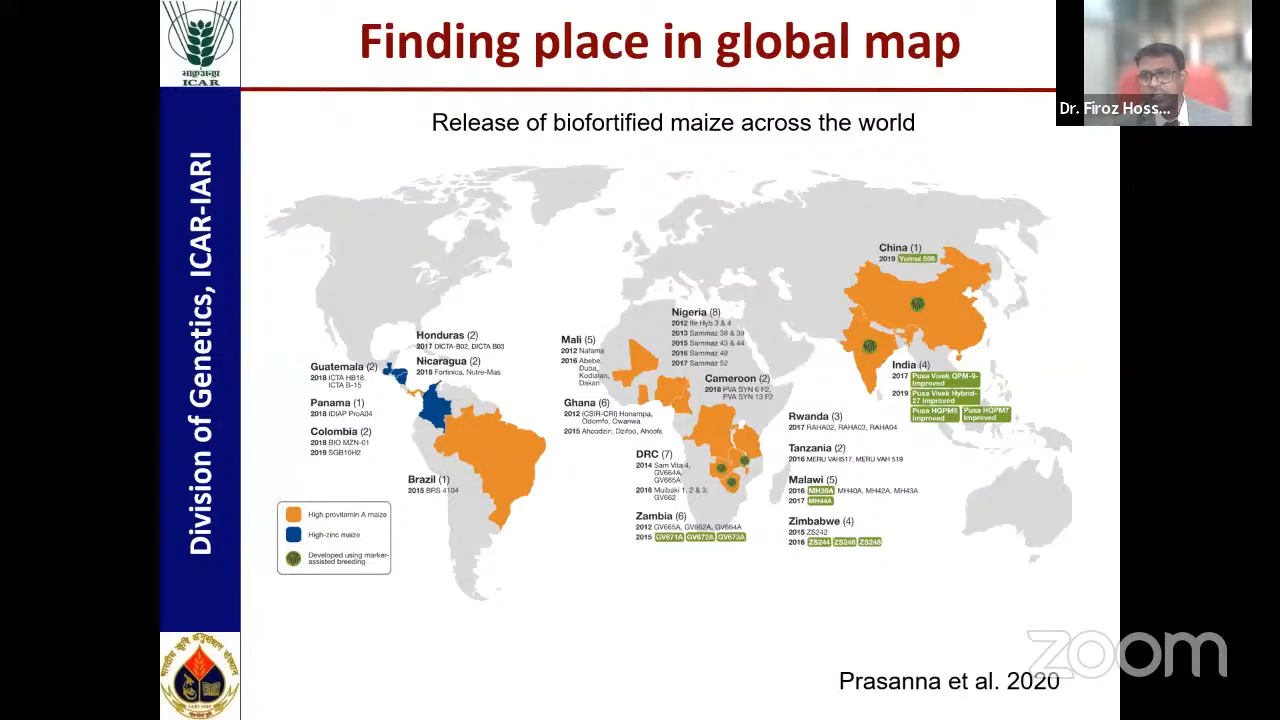 Finding place in global map
Release of biofortified maize across the world
Dr. Firoz Hoss...
भाकृअनुप
ICAR
Division of Genetics, ICAR-IARI
China (1)
2019 Yunrui S96
Nigeria (8)
2012 Ife Hyb 3 & 4
2013 Sammaz 38 & 39
2015 Sammaz 43 & 44
2016 Sammaz 49
2017 Sammaz 52
Honduras (2)
2017 DICTA-B02, DICTA B03
Nicaragua (2)
2018 Fortinica, Nutre-Mas
Guatemala (2)
2018 ICTA HB18,
ICTA B-15
Panama (1)
2018 IDIAP ProA04
Colombia (2)
2018 BIO MZN-01
2019 SGB10H2
Brazil (1)
2015 BRS 4104
Mali (5)
2012 Nafama
2016 Abebe,
Duba,
Kodialan,
Dakan
Ghana (6)
2012 (CSIR-CRI) Honampa,
Odomfo, Owanwa
2015 Ahoodzin, Dzifoo, Ahoofe
Cameroon (2)
2018 PVA SYN 6 F2,
PVA SYN 13 F2
DRC (7)
2014 Sam Vita 4,
GV664A,
GV665A
2016 Muibaki 1, 2 & 3;
GV662
Zambia (6)
2012 GV665A, GV662A, GV664A
2015 GV671A GV672A GV673A
India (4)
2017 Pusa Vivek QPM-9-
Improved
2019 Pusa Vivek Hybrid-
27 Improved
Pusa HQPM5
Improved
Pusa HQPM7
Improved
Rwanda (3)
2017 RAHA02, RAHA03, RAHA04
Tanzania (2)
2016 MERU VAH517, MERU VAH 519
Malawi (5)
2016 MH39A, MH40A, MH42A, MH43A
2017 MH44A
Zimbabwe (4)
2015 ZS242
2016 ZS244 ZS246 ZS248
High provitamin A maize
High-zinc maize
Developed using marker-
assisted breeding
zoom
Prasanna et al. 2020